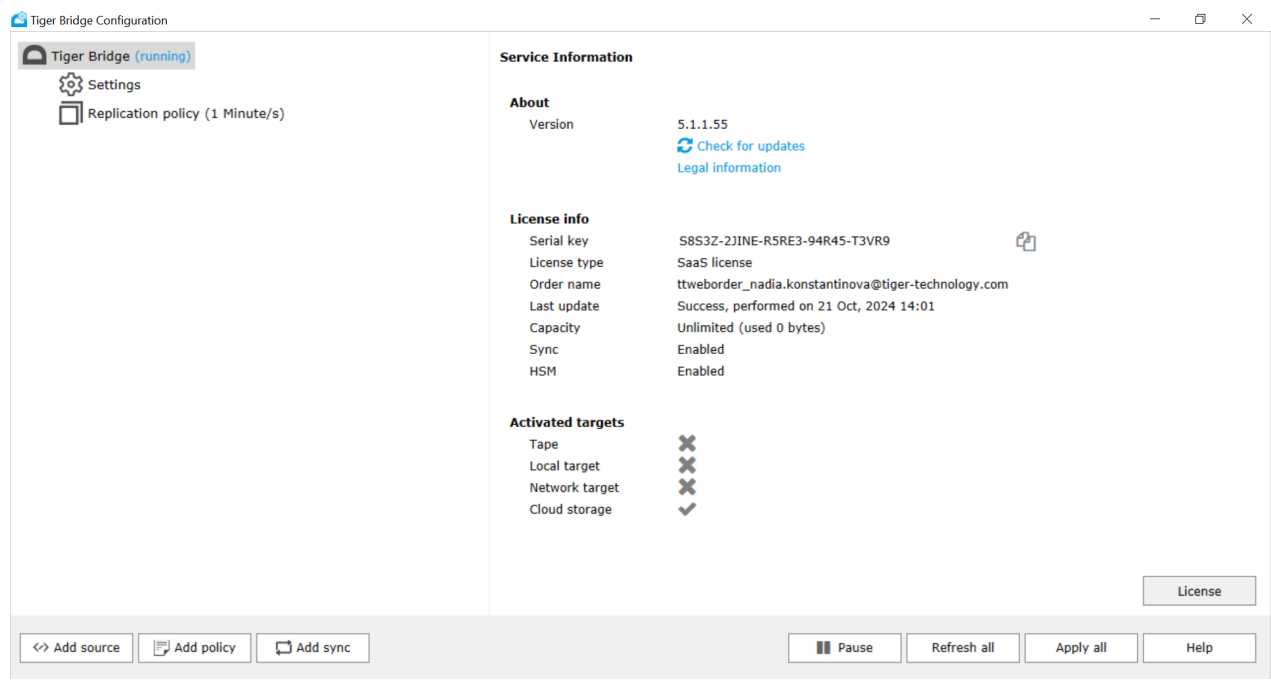 Tiger Bridge Configuration
Tiger Bridge (running)
Settings
Replication policy (1 Minute/s)
Service Information
About
Version 5.1.1.55
Check for updates
Legal information
License info
Serial key S8S3Z-2JINE-R5RE3-94R45-T3VR9
License type SaaS license
Order name ttweborder_nadia.konstantinova@tiger-technology.com
Last update Success, performed on 21 Oct, 2024 14:01
Capacity Unlimited (used 0 bytes)
Sync Enabled
HSM Enabled
Activated targets
Tape
Local target
Network target
Cloud storage
License
Add source Add policy Add sync Pause Refresh all Apply all Help